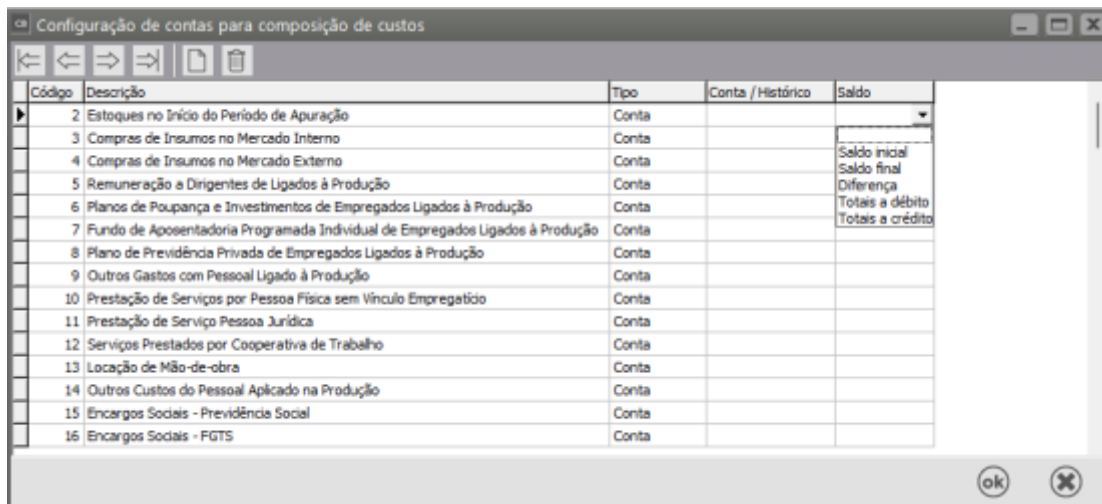 Configuração de contas para composição de custos
Código Descrição Tipo Conta / Histórico Saldo
2 Estoques no Início do Período de Apuração Conta
3 Compras de Insumos no Mercado Interno Conta
4 Compras de Insumos no Mercado Externo Conta
5 Remuneração a Dirigentes de Ligados à Produção Conta
6 Planos de Poupança e Investimentos de Empregados Ligados à Produção Conta
7 Fundo de Aposentadoria Programada Individual de Empregados Ligados à Produção Conta
8 Plano de Previdência Privada de Empregados Ligados à Produção Conta
9 Outros Gastos com Pessoal Ligado à Produção Conta
10 Prestação de Serviços por Pessoa Física sem Vínculo Empregatício Conta
11 Prestação de Serviço Pessoa Jurídica Conta
12 Serviços Prestados por Cooperativa de Trabalho Conta
13 Locação de Mão-de-obra Conta
14 Outros Custos do Pessoal Aplicado na Produção Conta
15 Encargos Sociais - Previdência Social Conta
16 Encargos Sociais - FGTS Conta
Saldo inicial
Saldo final
Diferença
Totais a débito
Totais a crédito
ok